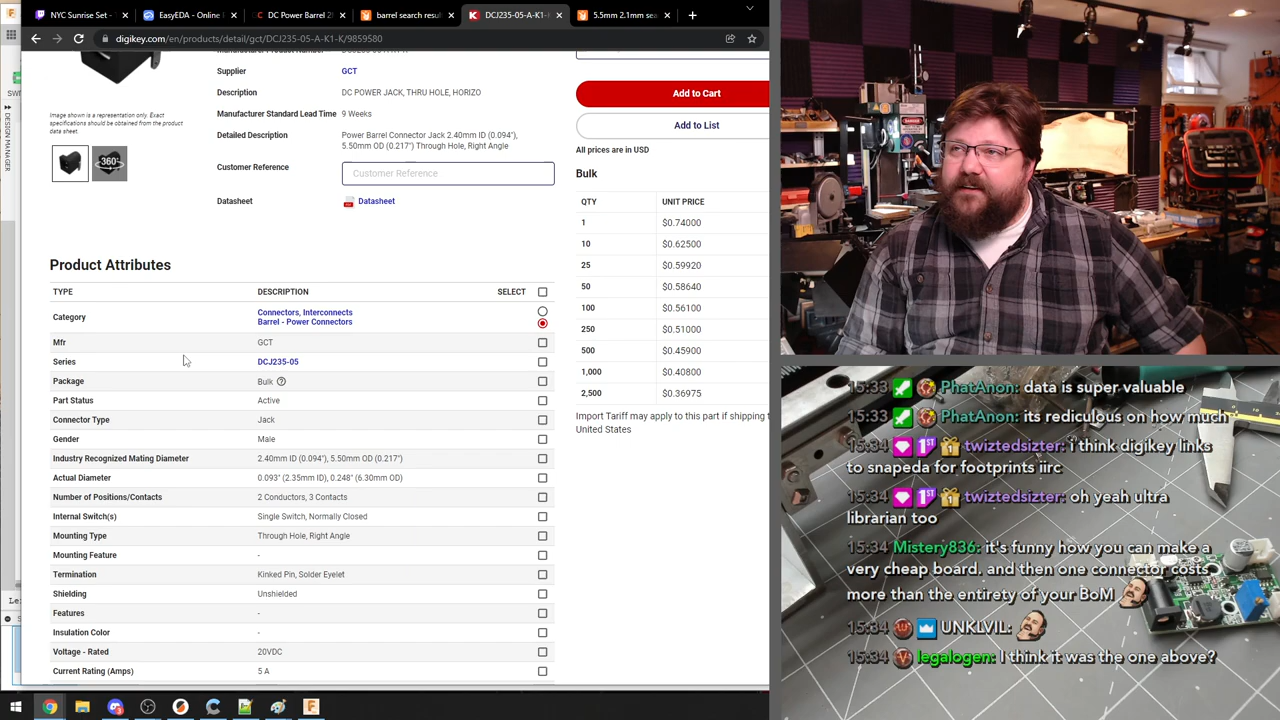 NYC Sunrise Set -
EasyEDA - Online
DC Power Barrel 2
barrel search resul
DCJ235-05-A-K1-
5.5mm 2.1mm sea
digikey.com/en/products/detail/gct/DCJ235-05-A-K1-K/9859580
Supplier GCT
Description DC POWER JACK, THRU HOLE, HORIZO
Manufacturer Standard Lead Time 9 Weeks
Detailed Description Power Barrel Connector Jack 2.40mm ID (0.094"),
5.50mm OD (0.217") Through Hole, Right Angle
Customer Reference Customer Reference
Datasheet Datasheet
Image shown is a representation only. Exact
specifications should be obtained from the product
data sheet.
360°
Add to Cart
Add to List
All prices are in USD
Bulk
QTY UNIT PRICE
1 $0.74000
10 $0.62500
25 $0.59920
50 $0.58640
100 $0.56100
250 $0.51000
500 $0.45900
1,000 $0.40800
2,500 $0.36975
Import Tariff may apply to this part if shipping t
United States
Product Attributes
TYPE DESCRIPTION SELECT
Category Connectors, Interconnects
Barrel - Power Connectors
Mfr GCT
Series DCJ235-05
Package Bulk
Part Status Active
Connector Type Jack
Gender Male
Industry Recognized Mating Diameter 2.40mm ID (0.094"), 5.50mm OD (0.217")
Actual Diameter 0.093" (2.35mm ID), 0.248" (6.30mm OD)
Number of Positions/Contacts 2 Conductors, 3 Contacts
Internal Switch(s) Single Switch, Normally Closed
Mounting Type Through Hole, Right Angle
Mounting Feature -
Termination Kinked Pin, Solder Eyelet
Shielding Unshielded
Features -
Insulation Color -
Voltage - Rated 20VDC
Current Rating (Amps) 5 A
DESIGN MANAGER
15:33 PhatAnon: data is super valuable
15:33 PhatAnon: its rediculous on how much
15:34 twiztedsizter: i think digikey links
to snapeda for footprints iirc
15:34 twiztedsizter: oh yeah ultra
librarian too
15:34 Mistery836: it's funny how you can make a
very cheap board. and then one connector costs
more than the entirety of your BoM
15:34 UNKLVIL:
15:34 legalogen: I think it was the one above?